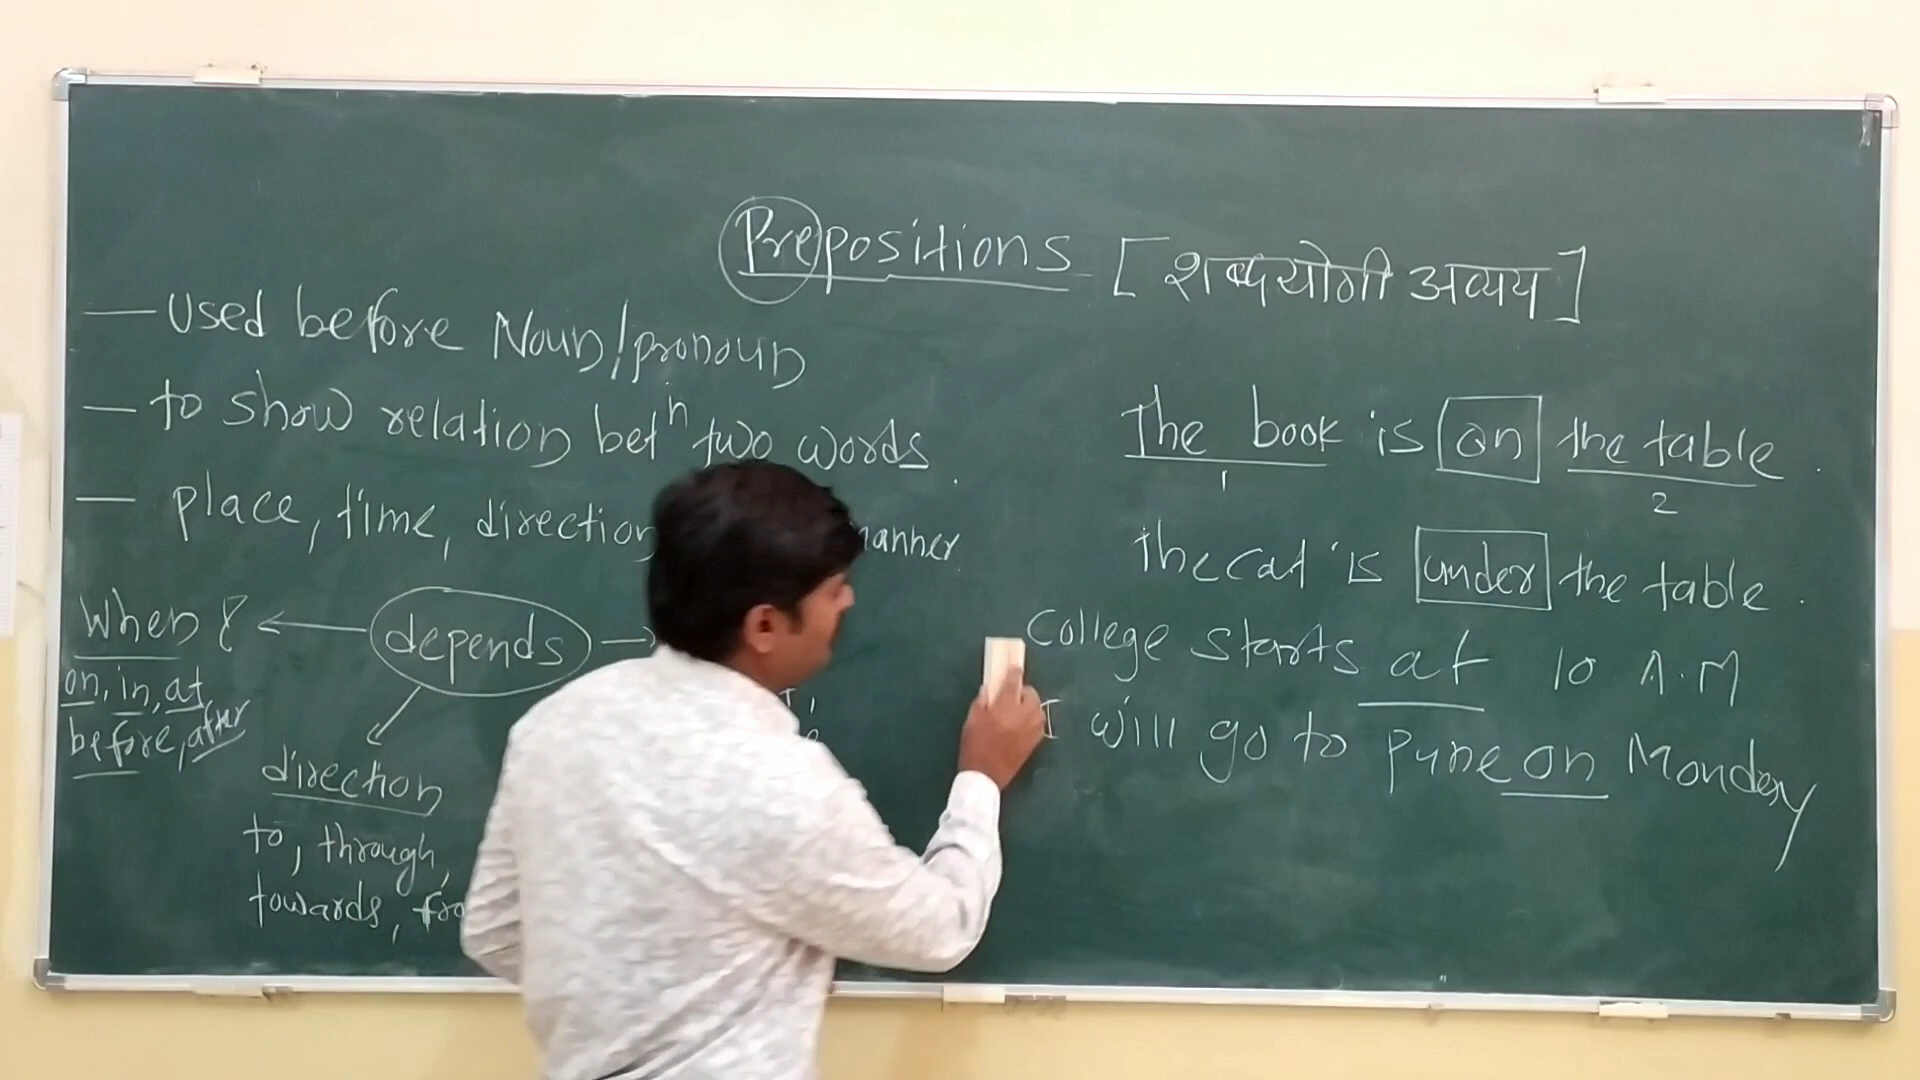 Prepositions [शब्दयोगी अव्यय]
— Used before Noun/pronoun
— to show relation betn two words.
— place, time, direction manner
When? ← depends →
on, in, at,
before, after
direction
to, through,
towards,
The book is on the table.
1 2
The cat is under the table.
College starts at 10 A.M
I will go to Pune on Monday